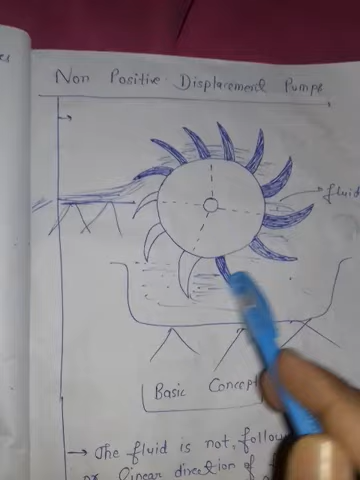 Non Positive Displacement Pumps
fluid
Basic Concept
→ The fluid is not follow
or linear direction of